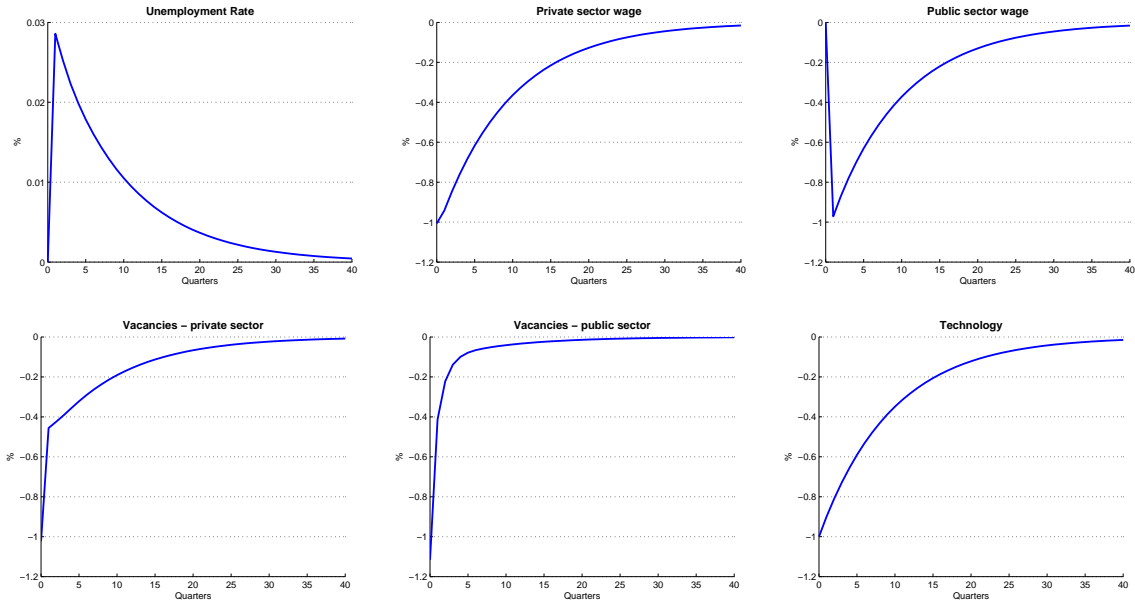 Unemployment Rate
0.03
0.02
0.01
0
%
0 5 10 15 20 25 30 35 40
Quarters
Private sector wage
0
−0.2
−0.4
−0.6
−0.8
−1
−1.2
%
0 5 10 15 20 25 30 35 40
Quarters
Public sector wage
0
−0.2
−0.4
−0.6
−0.8
−1
−1.2
%
0 5 10 15 20 25 30 35 40
Quarters
Vacancies − private sector
0
−0.2
−0.4
−0.6
−0.8
−1
−1.2
%
0 5 10 15 20 25 30 35 40
Quarters
Vacancies − public sector
0
−0.2
−0.4
−0.6
−0.8
−1
−1.2
%
0 5 10 15 20 25 30 35 40
Quarters
Technology
0
−0.2
−0.4
−0.6
−0.8
−1
−1.2
%
0 5 10 15 20 25 30 35 40
Quarters